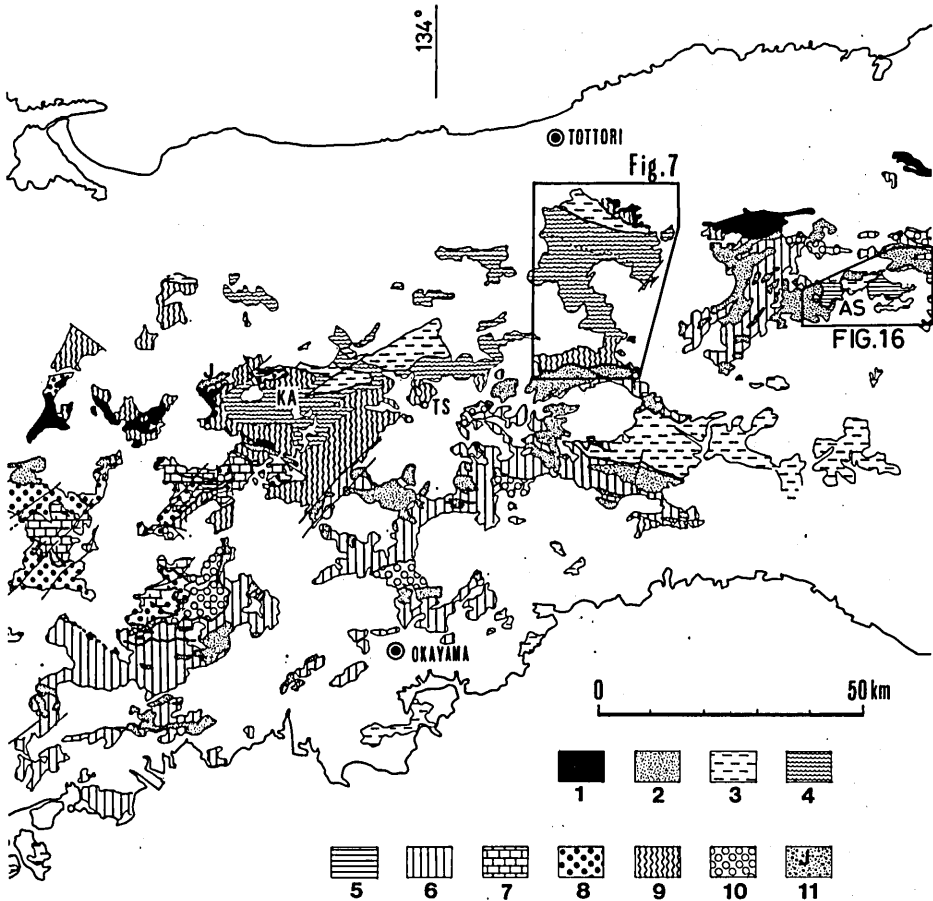 134°
TOTTORI
Fig.7
AS
FIG.16
J
KA
TS
OKAYAMA
0 50km
1 2 3 4
J
5 6 7 8 9 10 11